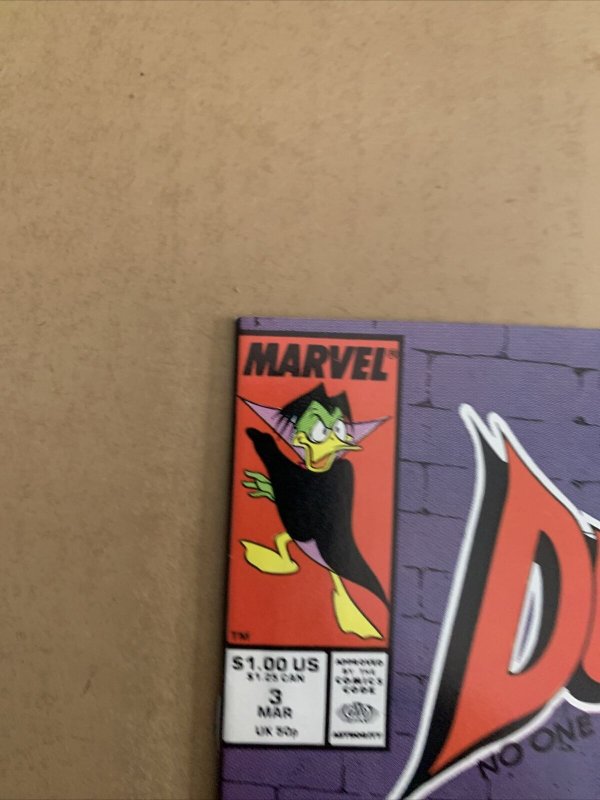 MARVEL®
DU
TM
$1.00 US
$1.25 CAN
3
MAR
UK 50p
APPROVED
BY THE
COMICS
CODE
AUTHORITY
NO ONE